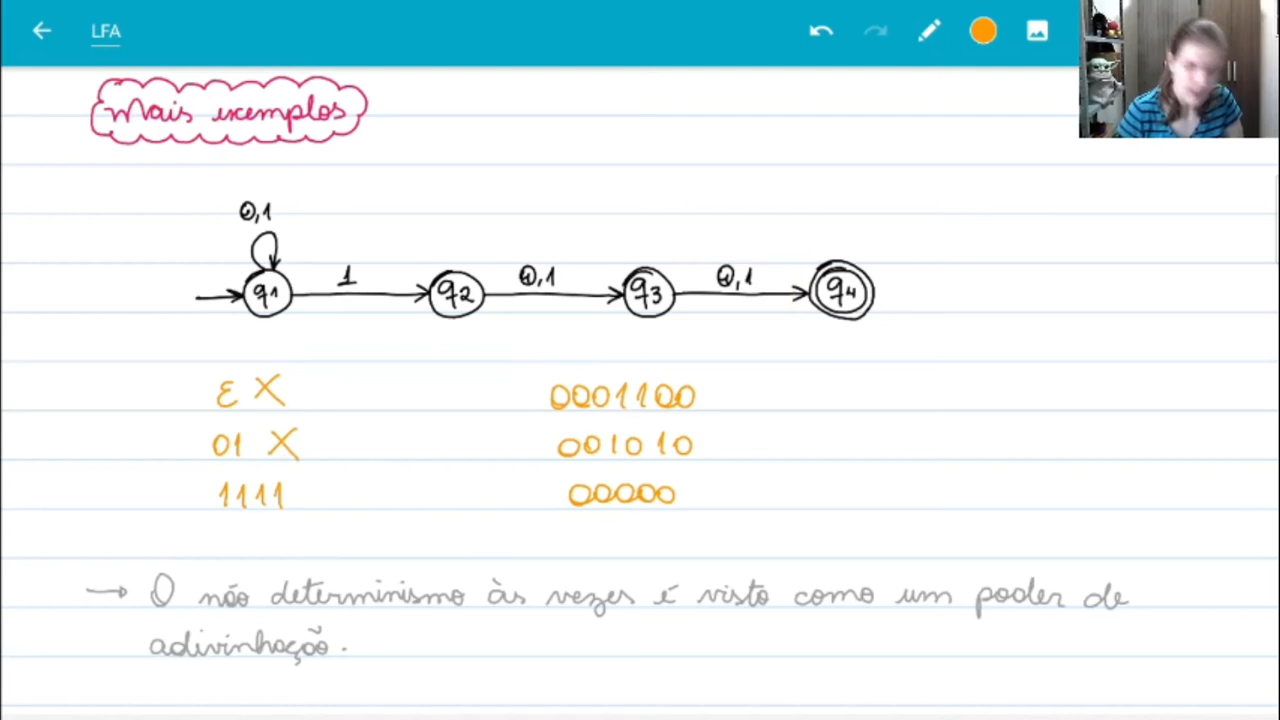 LFA
Mais exemplos
0,1
1 0,1 0,1
q1 q2 q3 q4
ε X 0001100
01 X 001010
1111 00000
→ O não determinismo às vezes é visto como um poder de
adivinhação.